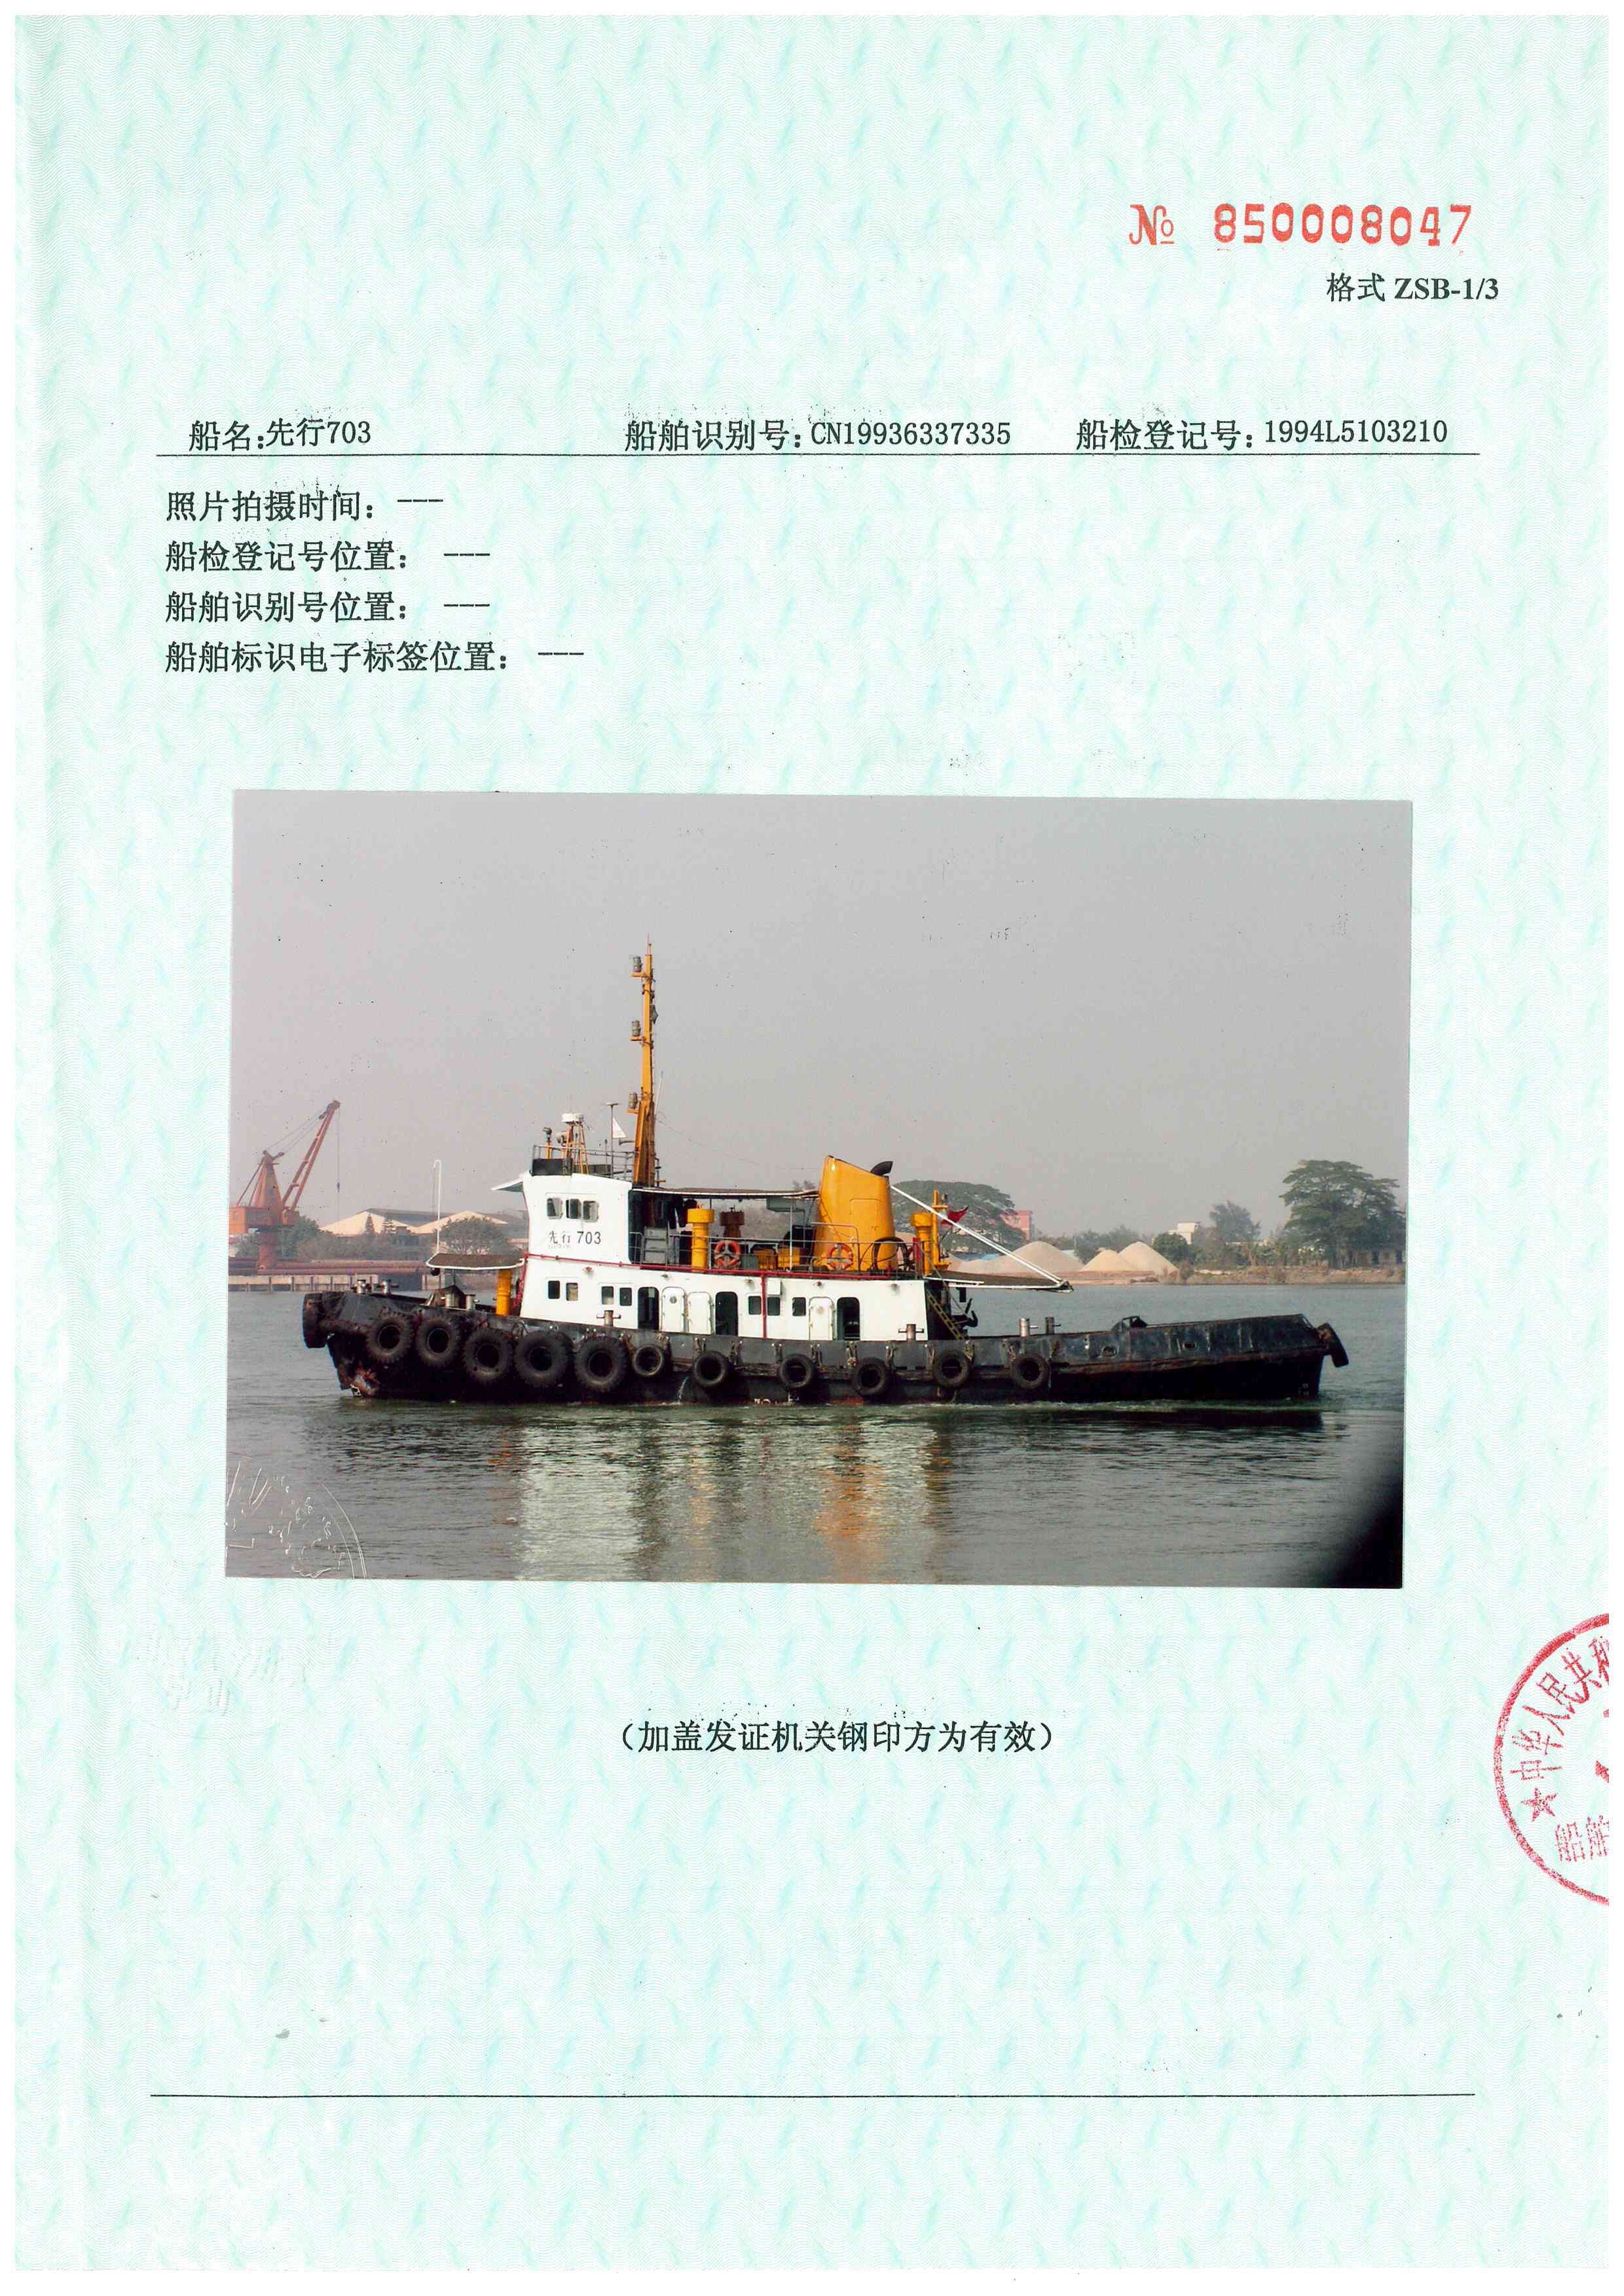 № 850008047
格式 ZSB-1/3
船名:先行703 船舶识别号:CN19936337335 船检登记号:1994L5103210
照片拍摄时间: ---
船检登记号位置: ---
船舶识别号位置: ---
船舶标识电子标签位置: ---
先行 703
(加盖发证机关钢印方为有效)
★中华人民共和
船舶